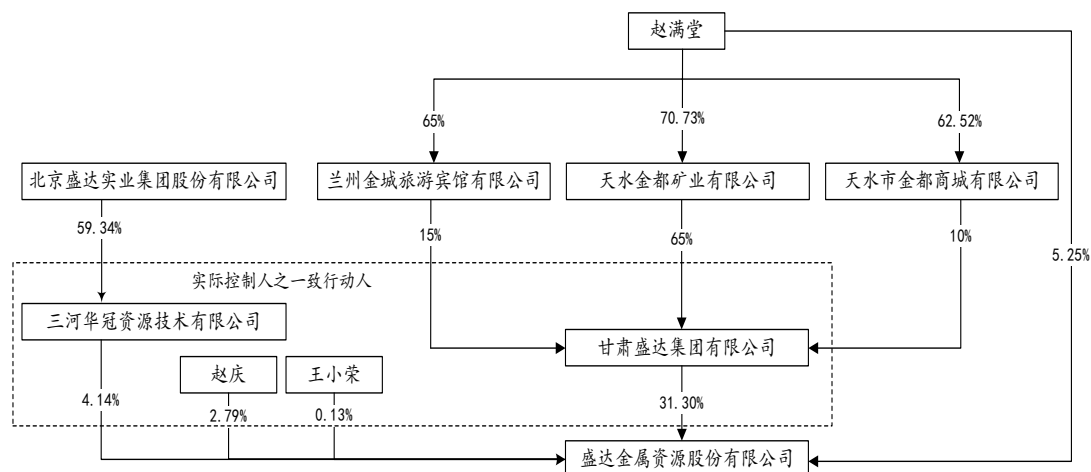 赵满堂
65%
70.73%
62.52%
北京盛达实业集团股份有限公司
兰州金城旅游宾馆有限公司
天水金都矿业有限公司
天水市金都商城有限公司
59.34%
15%
65%
10%
5.25%
实际控制人之一致行动人
三河华冠资源技术有限公司
甘肃盛达集团有限公司
赵庆
王小荣
4.14%
2.79%
0.13%
31.30%
盛达金属资源股份有限公司